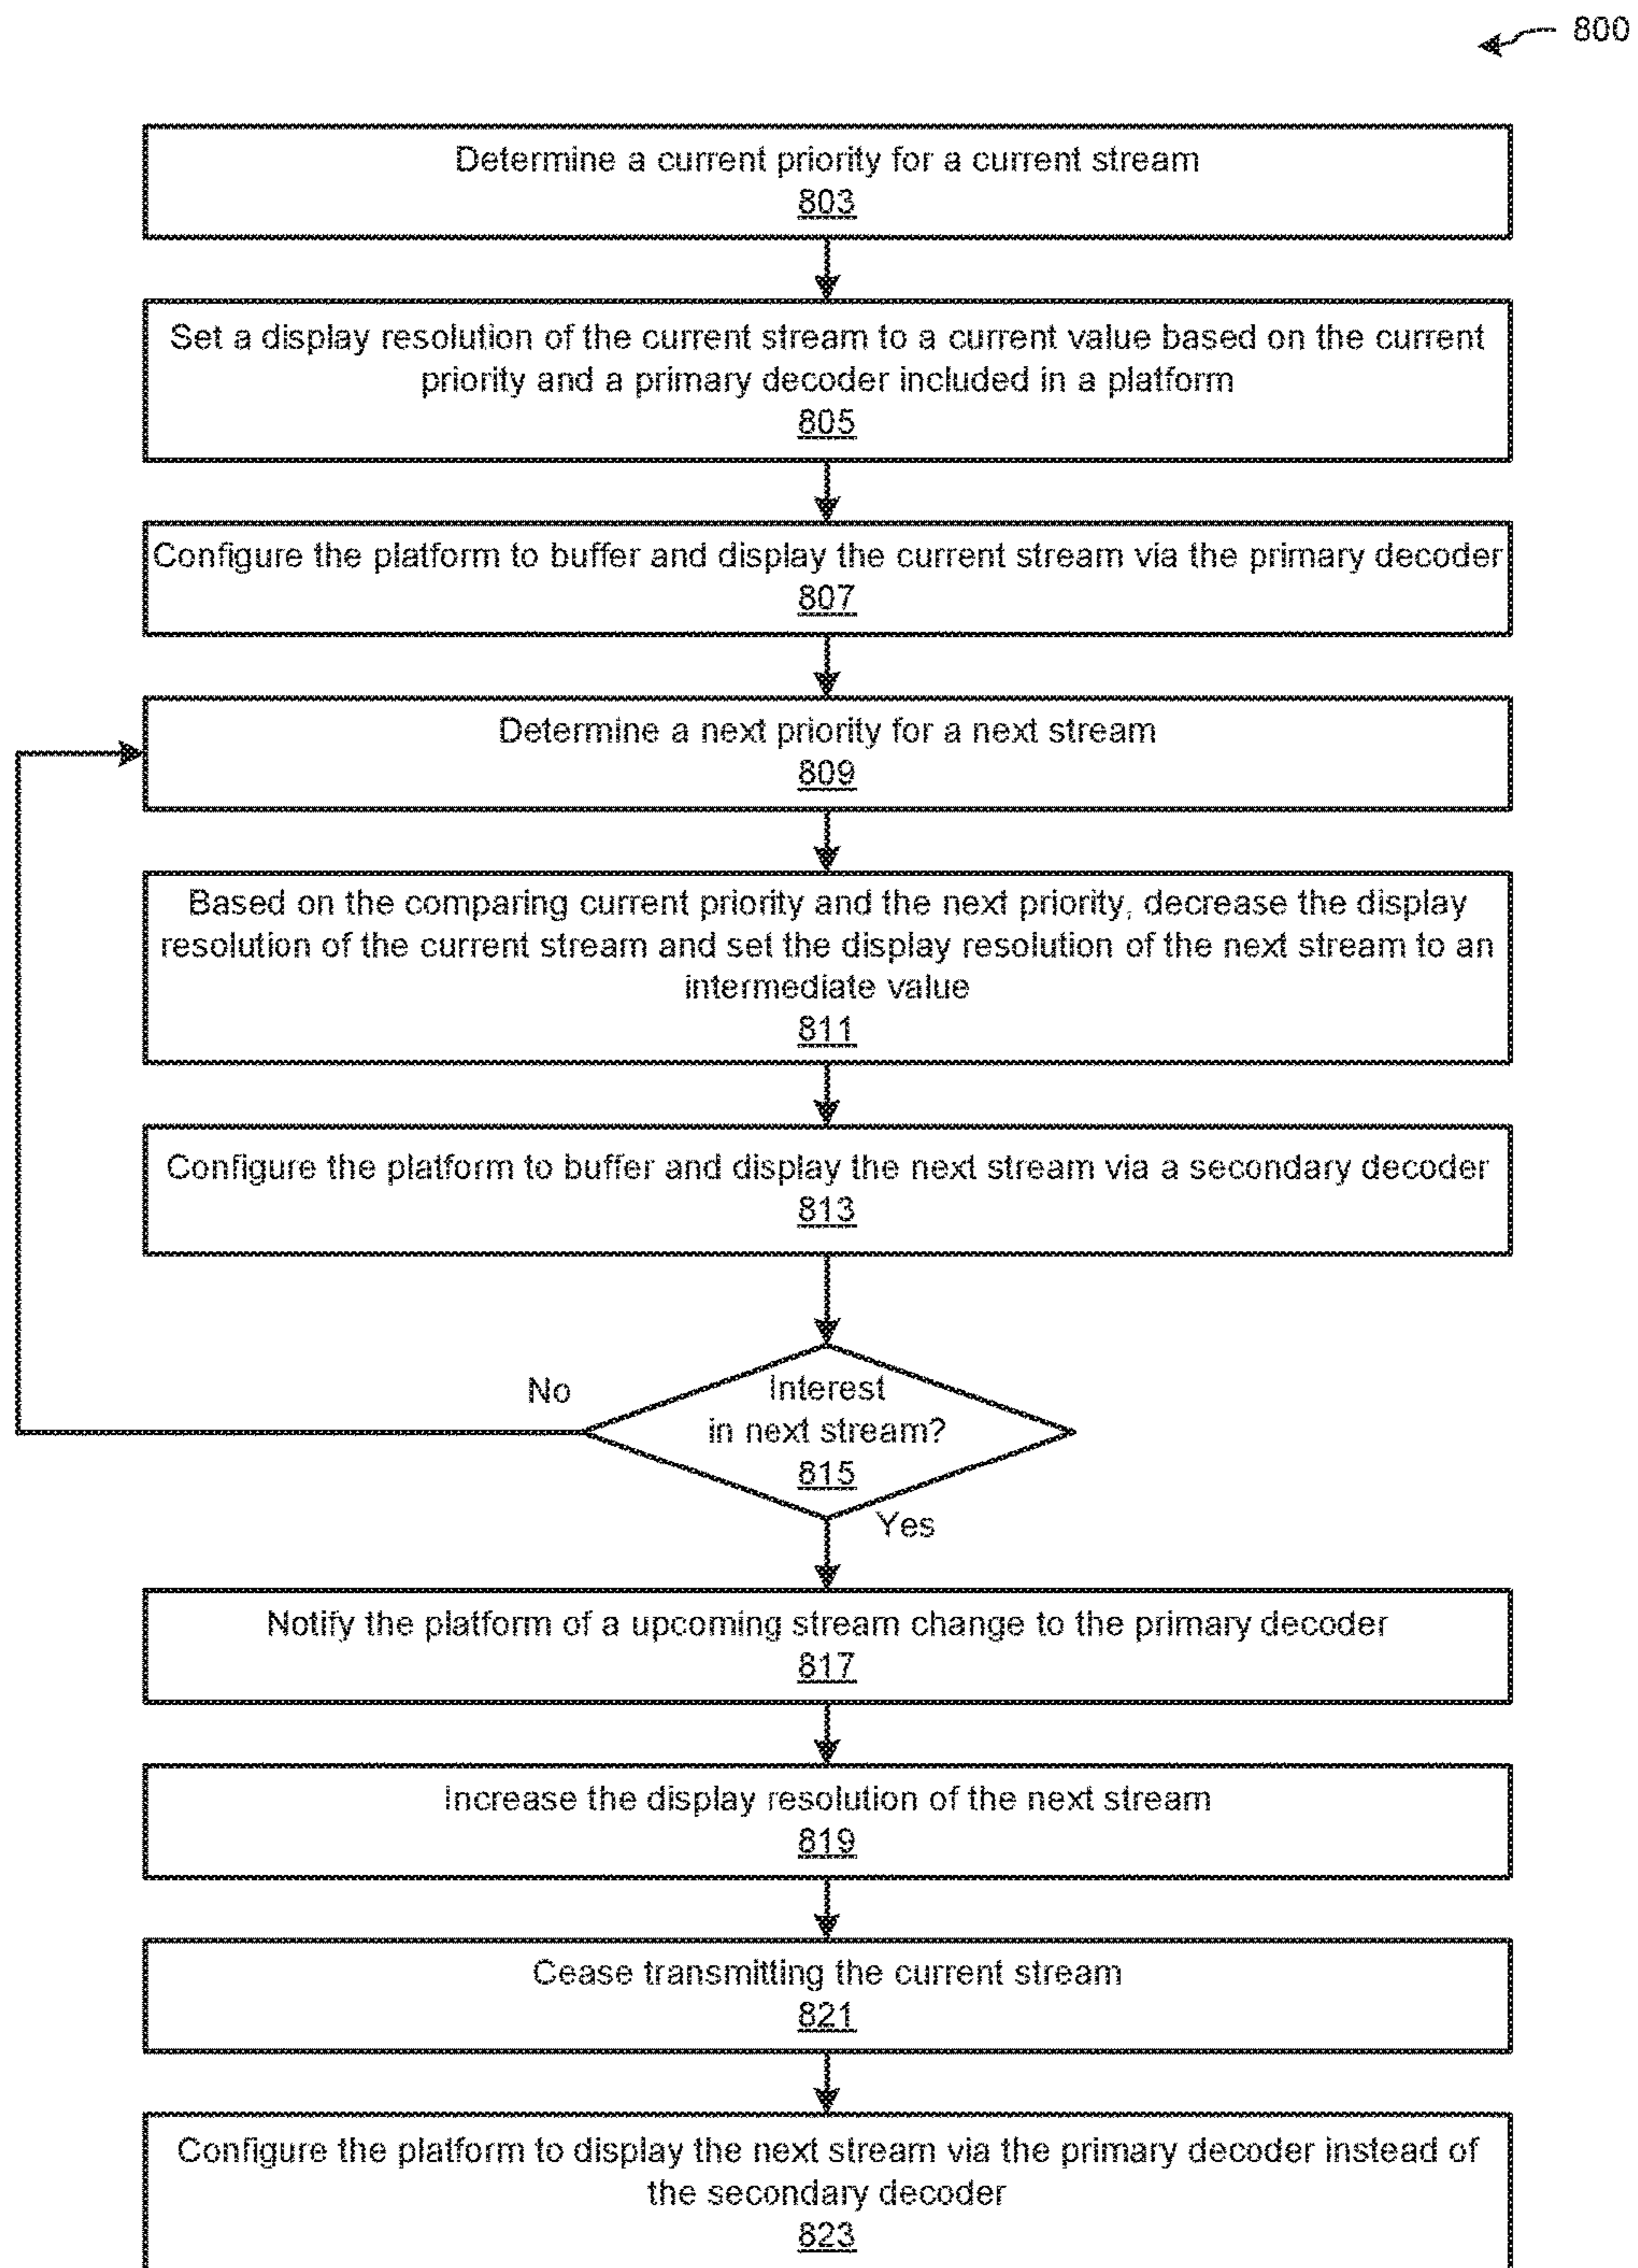 800
Determine a current priority for a current stream
803
Set a display resolution of the current stream to a current value based on the current
priority and a primary decoder included in a platform
805
Configure the platform to buffer and display the current stream via the primary decoder
807
Determine a next priority for a next stream
809
Based on the comparing current priority and the next priority, decrease the display
resolution of the current stream and set the display resolution of the next stream to an
intermediate value
811
Configure the platform to buffer and display the next stream via a secondary decoder
813
No
Interest
in next stream?
815
Yes
Notify the platform of a upcoming stream change to the primary decoder
817
Increase the display resolution of the next stream
819
Cease transmitting the current stream
821
Configure the platform to display the next stream via the primary decoder instead of
the secondary decoder
823